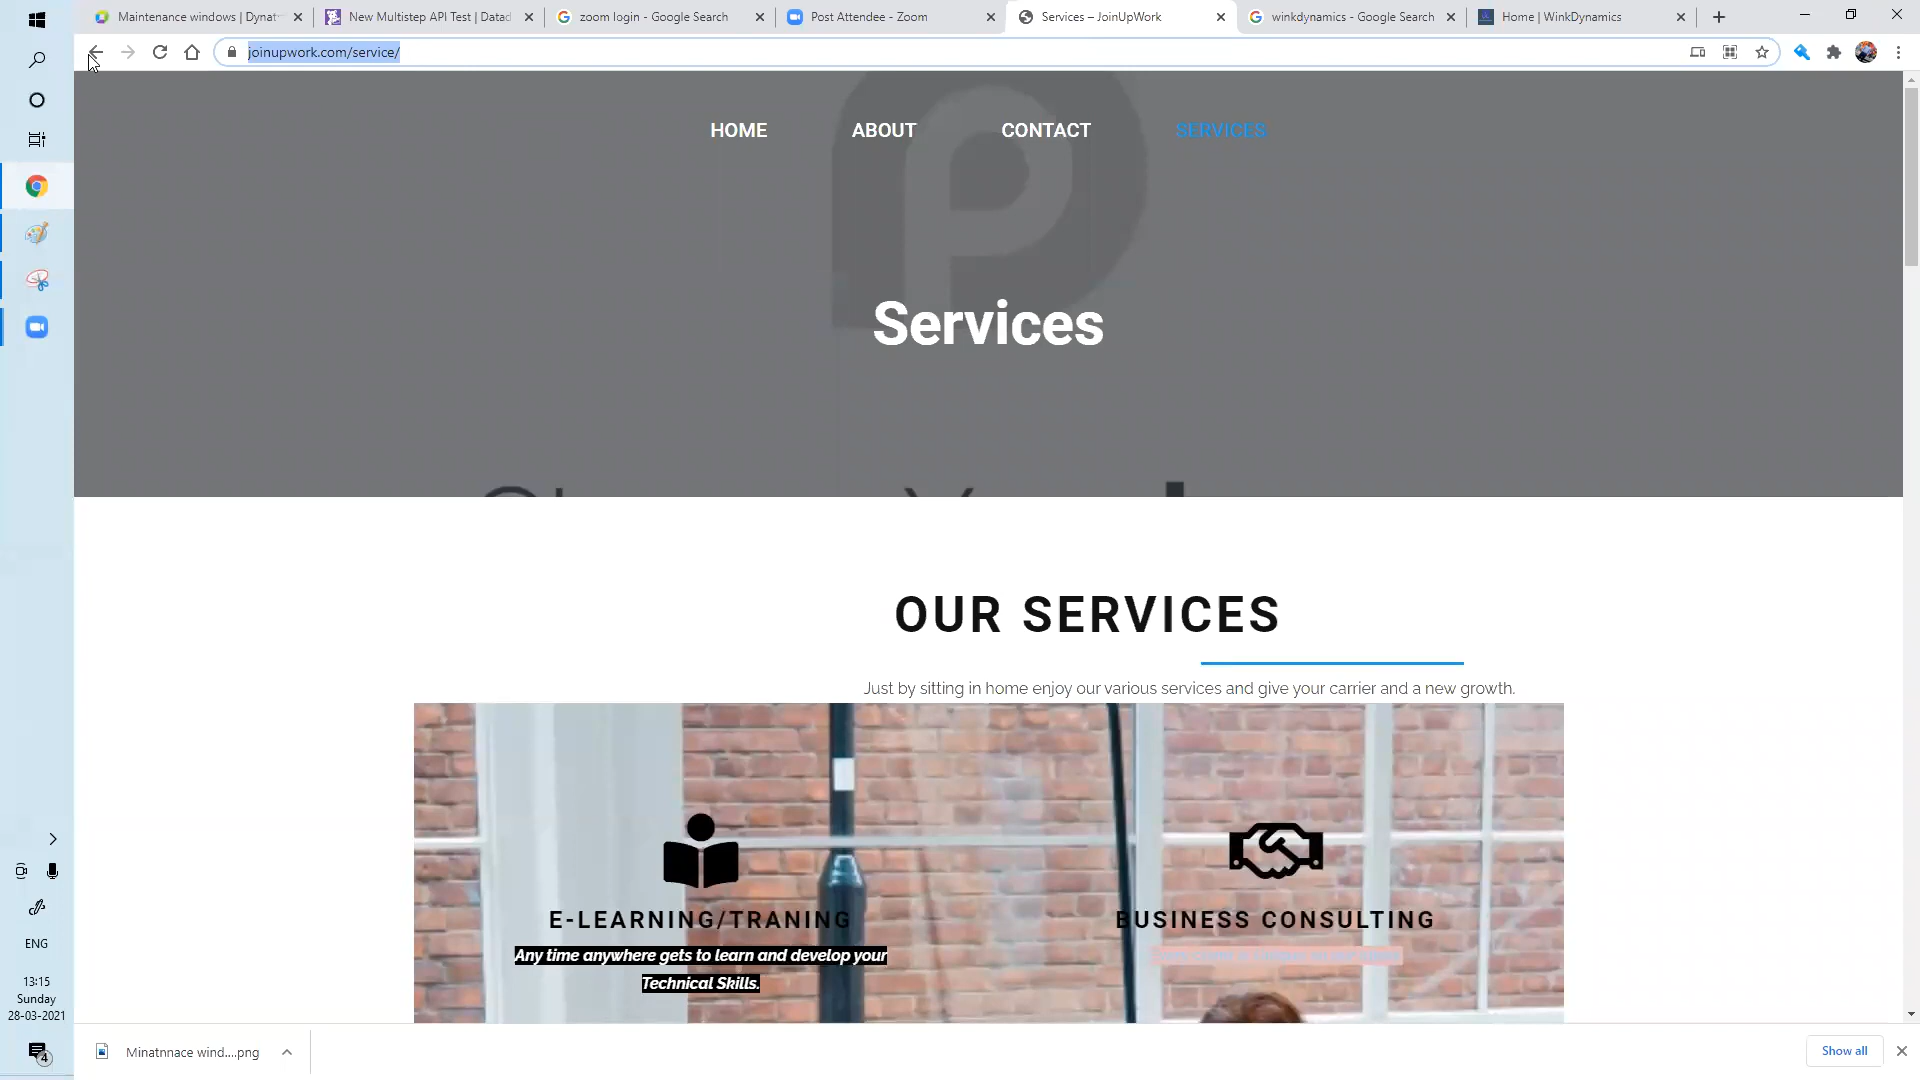 Maintenance windows | Dynat
New Multistep API Test | Datad
zoom login - Google Search
Post Attendee - Zoom
Services – JoinUpWork
winkdynamics - Google Search
Home | WinkDynamics
joinupwork.com/service/
HOME
ABOUT
CONTACT
SERVICES
Services
OUR SERVICES
Just by sitting in home enjoy our various services and give your carrier and a new growth.
E-LEARNING/TRANING
Any time anywhere gets to learn and develop your
Technical Skills.
BUSINESS CONSULTING
ENG
13:15
Sunday
28-03-2021
4
Minatnnace wind....png
Show all